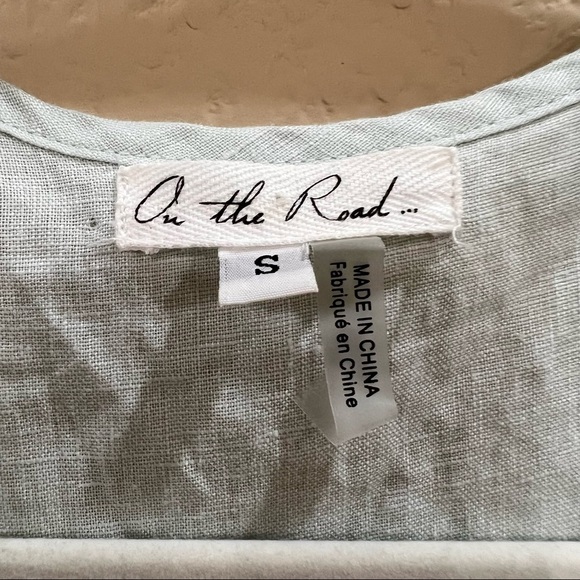 On the Road...
S
MADE IN CHINA
Fabriqué en Chine